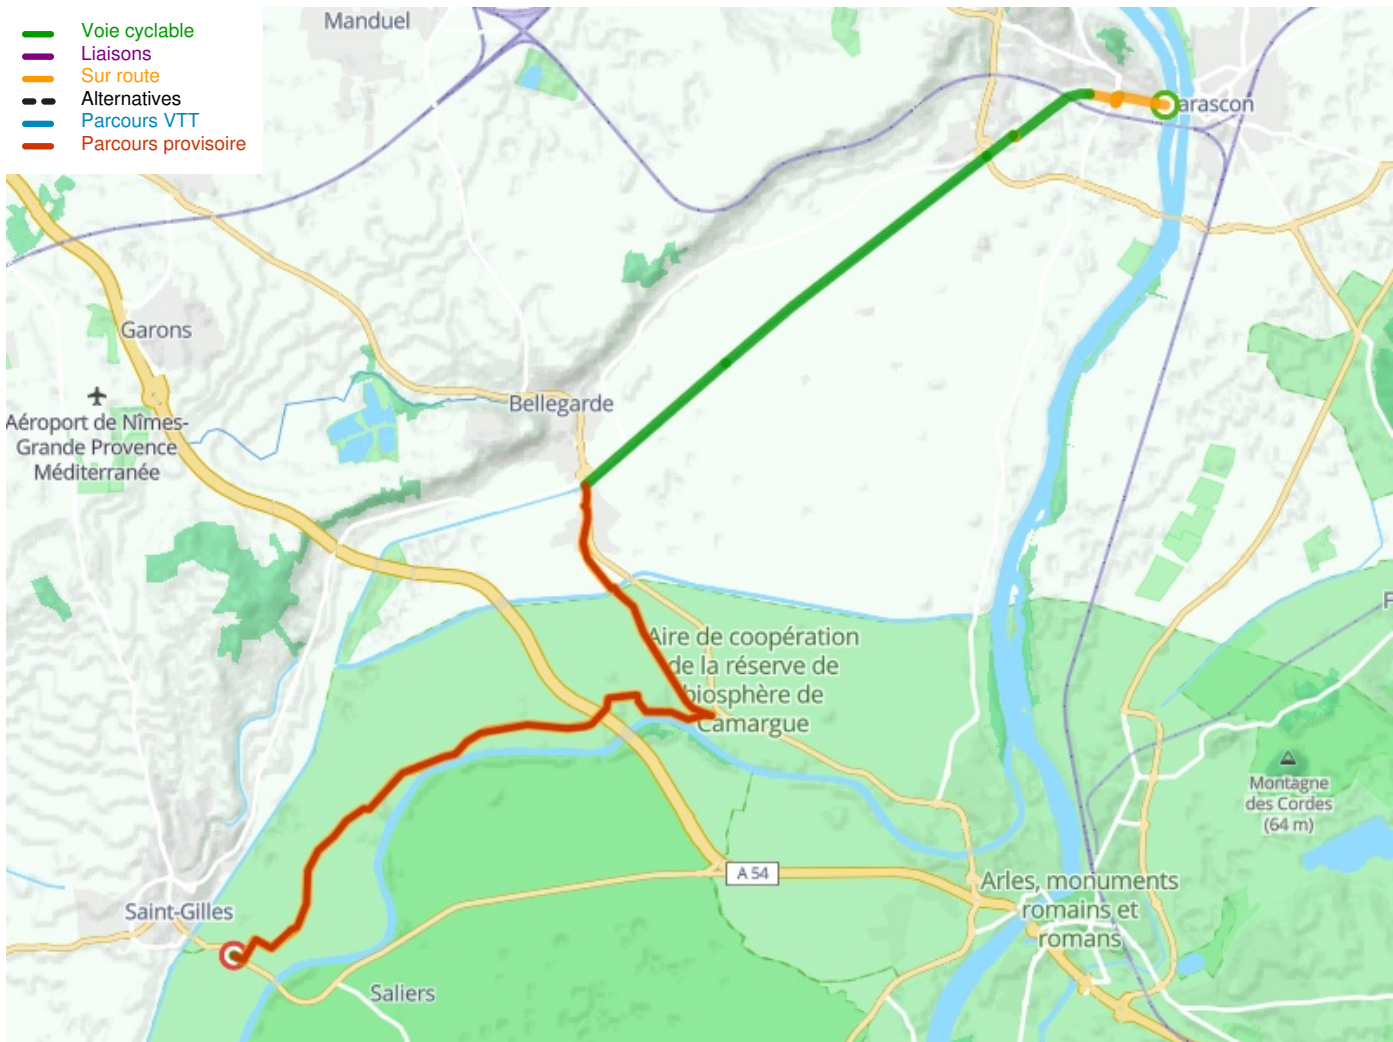 Voie cyclable
Liaisons
Sur route
Alternatives
Parcours VTT
Parcours provisoire
Manduel
arascon
Garons
Bellegarde
Aéroport de Nîmes-
Grande Provence
Méditerranée
Aire de coopération
de la réserve de
biosphère de
Camargue
F
Montagne
des Cordes
(64 m)
A 54
Arles, monuments
romains et
romans
Saint-Gilles
Saliers